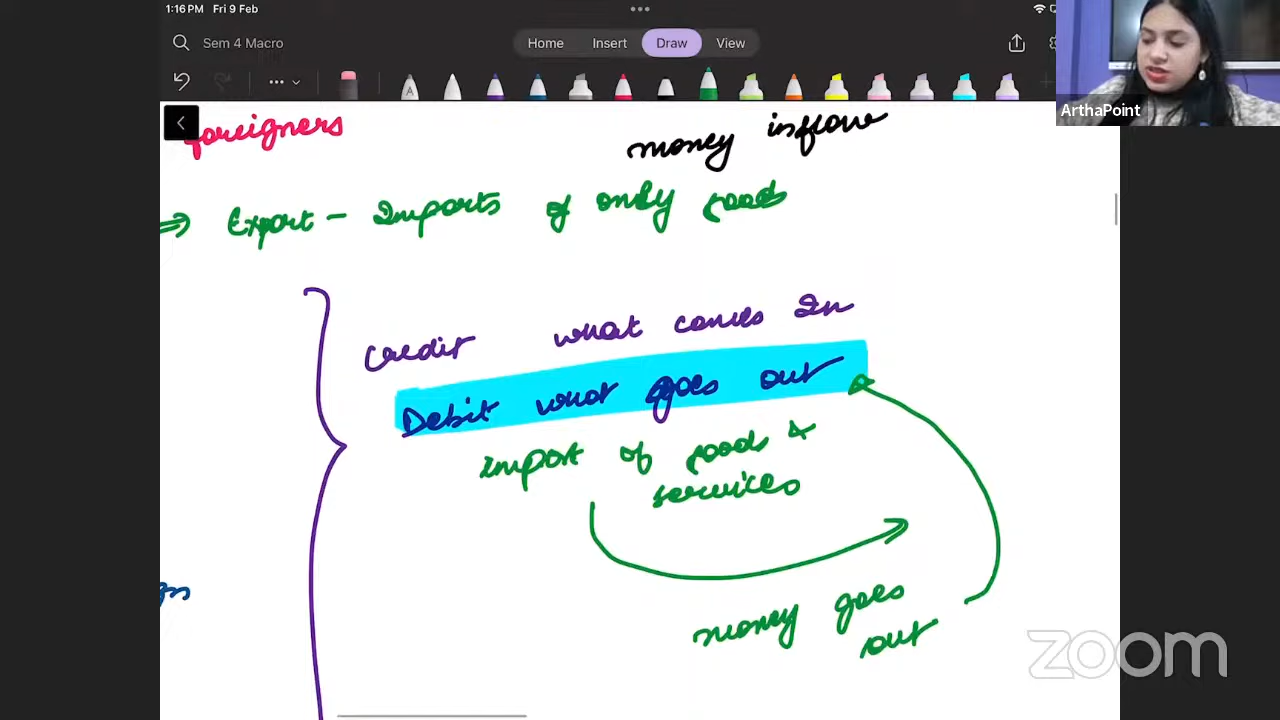 1:16 PM Fri 9 Feb
Sem 4 Macro
Home Insert Draw View
A
ArthaPoint
foreigners
money inflow
⇒ Export - Imports of only goods
Credit what comes In
Debit what goes out
import of goods &
services
money goes
out
zoom